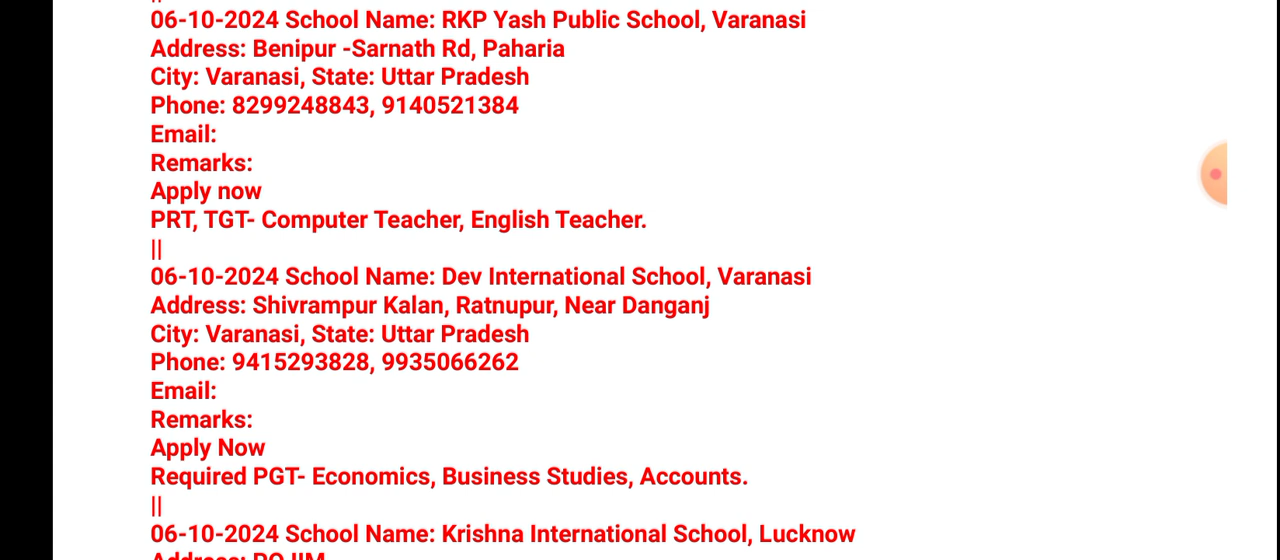 06-10-2024 School Name: RKP Yash Public School, Varanasi
Address: Benipur -Sarnath Rd, Paharia
City: Varanasi, State: Uttar Pradesh
Phone: 8299248843, 9140521384
Email:
Remarks:
Apply now
PRT, TGT- Computer Teacher, English Teacher.
||
06-10-2024 School Name: Dev International School, Varanasi
Address: Shivrampur Kalan, Ratnupur, Near Danganj
City: Varanasi, State: Uttar Pradesh
Phone: 9415293828, 9935066262
Email:
Remarks:
Apply Now
Required PGT- Economics, Business Studies, Accounts.
||
06-10-2024 School Name: Krishna International School, Lucknow
Address: